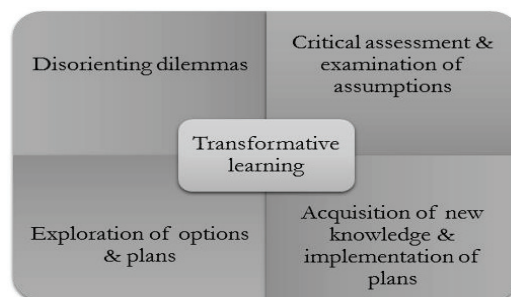 Disorienting dilemmas
Critical assessment &
examination of
assumptions
Transformative
learning
Exploration of options
& plans
Acquisition of new
knowledge &
implementation of
plans